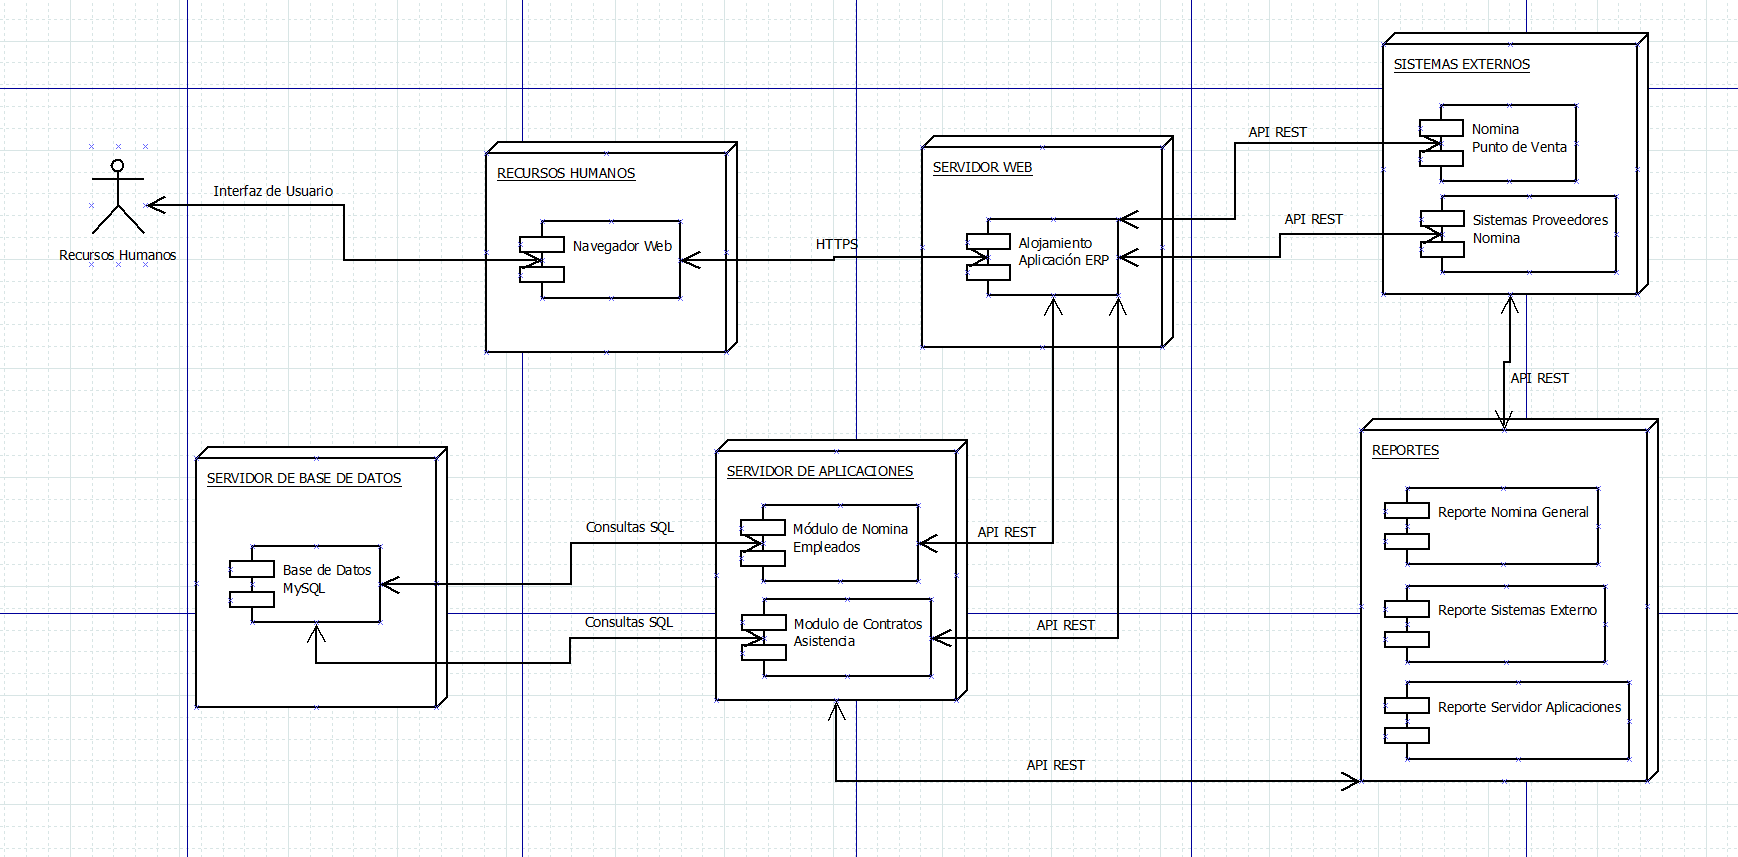 SISTEMAS EXTERNOS
Nomina
Punto de Venta
API REST
Sistemas Proveedores
Nomina
API REST
Interfaz de Usuario
Recursos Humanos
RECURSOS HUMANOS
Navegador Web
HTTPS
SERVIDOR WEB
Alojamiento
Aplicación ERP
API REST
REPORTES
Reporte Nomina General
Reporte Sistemas Externo
Reporte Servidor Aplicaciones
SERVIDOR DE BASE DE DATOS
Base de Datos
MySQL
Consultas SQL
Consultas SQL
SERVIDOR DE APLICACIONES
Módulo de Nomina
Empleados
API REST
Modulo de Contratos
Asistencia
API REST
API REST